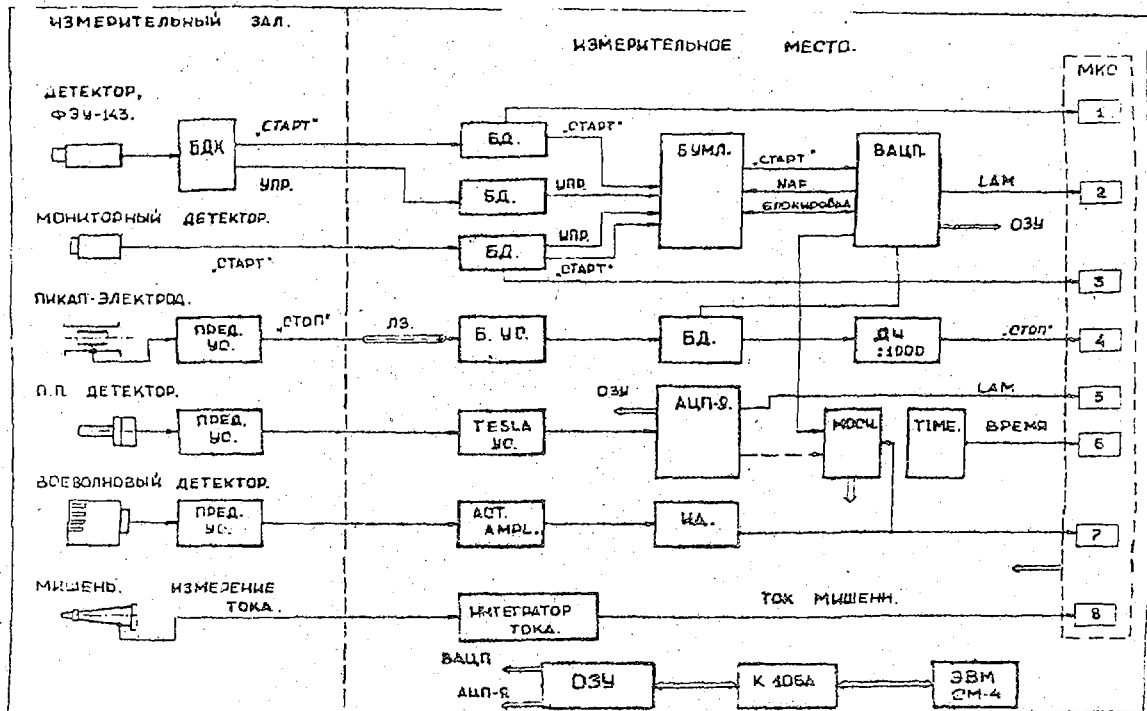 ИЗМЕРИТЕЛЬНЫЙ ЗАЛ.
ИЗМЕРИТЕЛЬНОЕ МЕСТО.
МКС
ДЕТЕКТОР,
ФЭУ-143.
БДК
„СТАРТ"
УПР.
БД.
„СТАРТ"
БД.
УПР.
БУМЛ.
„СТАРТ"
NAF
БЛОКИРОВКА
ВАЦП.
LAM
ОЗУ
1
2
МОНИТОРНЫЙ ДЕТЕКТОР.
„СТАРТ"
БД.
УПР.
„СТАРТ"
3
ПИКАП-ЭЛЕКТРОД.
ПРЕД.
УС.
„СТОП"
ЛЗ.
Б. УС.
БД.
ДЧ
:1000
„СТОП"
4
П.П. ДЕТЕКТОР.
ПРЕД.
УС.
TESLA
УС.
ОЗУ
АЦП-Я.
LAM.
5
TIME.
ВРЕМЯ
6
ВСЕВОЛНОВЫЙ ДЕТЕКТОР.
ПРЕД.
УС.
ACT.
AMPL.
ИД.
7
МИШЕНЬ. ИЗМЕРЕНИЕ
ТОКА.
ИНТЕГРАТОР
ТОКА.
ТОК МИШЕНИ.
8
ВАЦП
АЦП-Я
ОЗУ
К 106А
ЭВМ
СМ-4